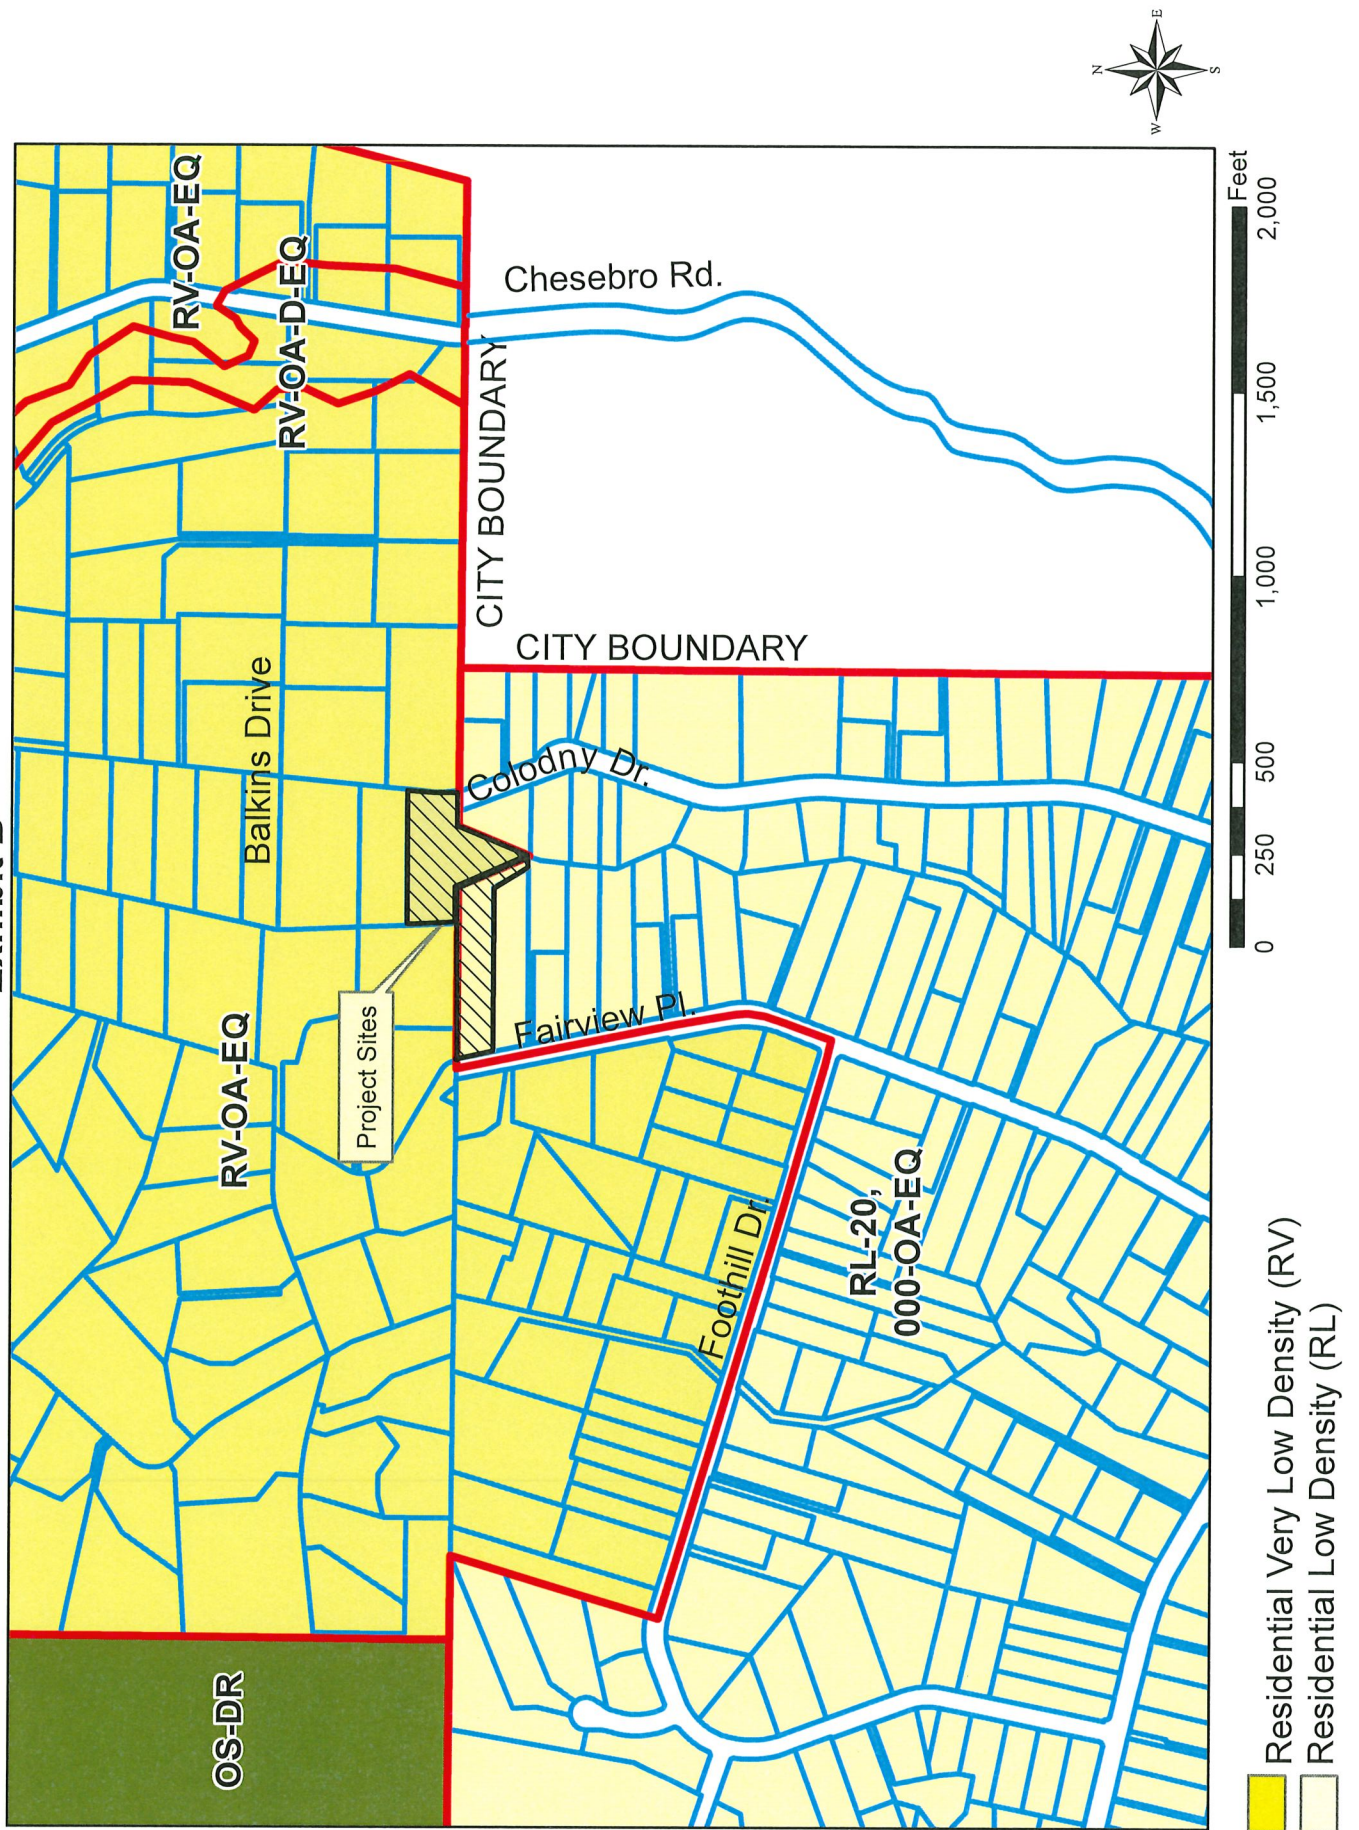 N
W
E
S
RV-OA-EQ
RV-OA-D-EQ
Chesebro Rd.
CITY BOUNDARY
CITY BOUNDARY
Balkins Drive
Colodny Dr.
Project Sites
Fairview Pl.
RV-OA-EQ
Foothill Dr.
RL-20,
000-OA-EQ
OS-DR
Feet
0 250 500 1,000 1,500 2,000
Residential Very Low Density (RV)
Residential Low Density (RL)